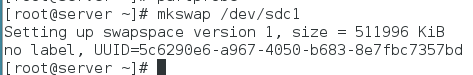 [root@server ~]# mkswap /dev/sdc1
Setting up swapspace version 1, size = 511996 KiB
no label, UUID=5c6290e6-a967-4050-b683-8e7fbc7357bd
[root@server ~]#